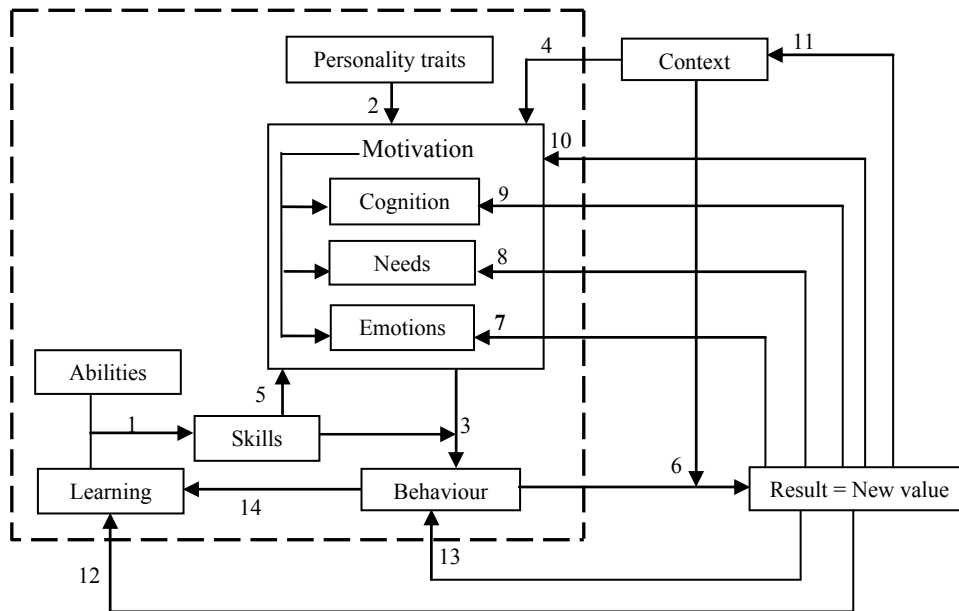 4
11
Personality traits
Context
2
10
Motivation
9
Cognition
8
Needs
7
Emotions
Abilities
5
1
3
Skills
6
Learning
Behaviour
Result = New value
14
13
12